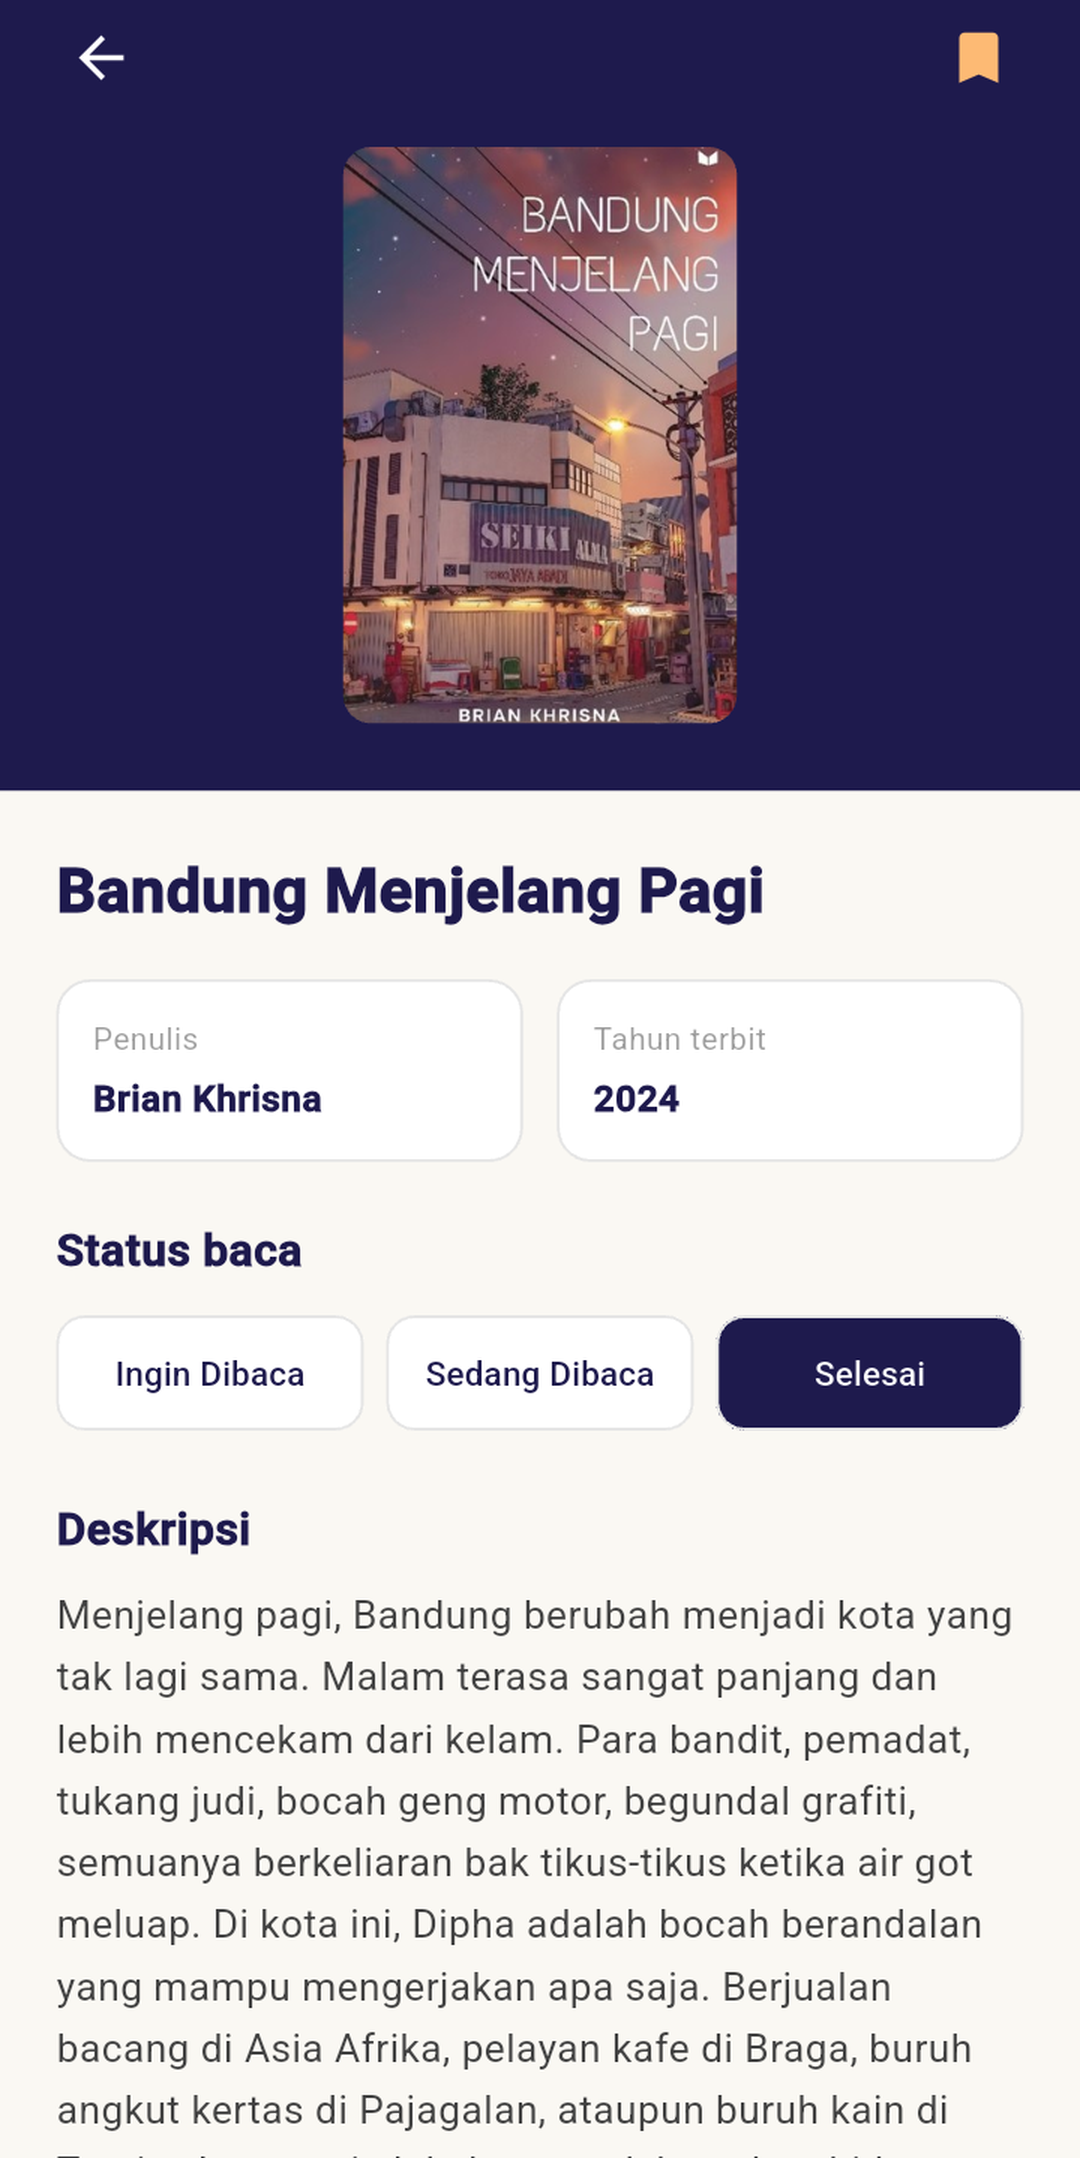 BANDUNG
MENJELANG
PAGI
SEIKI
ALMA
TOKO JAYA ABADI
BRIAN KHRISNA
Bandung Menjelang Pagi
Penulis
Brian Khrisna
Tahun terbit
2024
Status baca
Ingin Dibaca
Sedang Dibaca
Selesai
Deskripsi
Menjelang pagi, Bandung berubah menjadi kota yang
tak lagi sama. Malam terasa sangat panjang dan
lebih mencekam dari kelam. Para bandit, pemadat,
tukang judi, bocah geng motor, begundal grafiti,
semuanya berkeliaran bak tikus-tikus ketika air got
meluap. Di kota ini, Dipha adalah bocah berandalan
yang mampu mengerjakan apa saja. Berjualan
bacang di Asia Afrika, pelayan kafe di Braga, buruh
angkut kertas di Pajagalan, ataupun buruh kain di